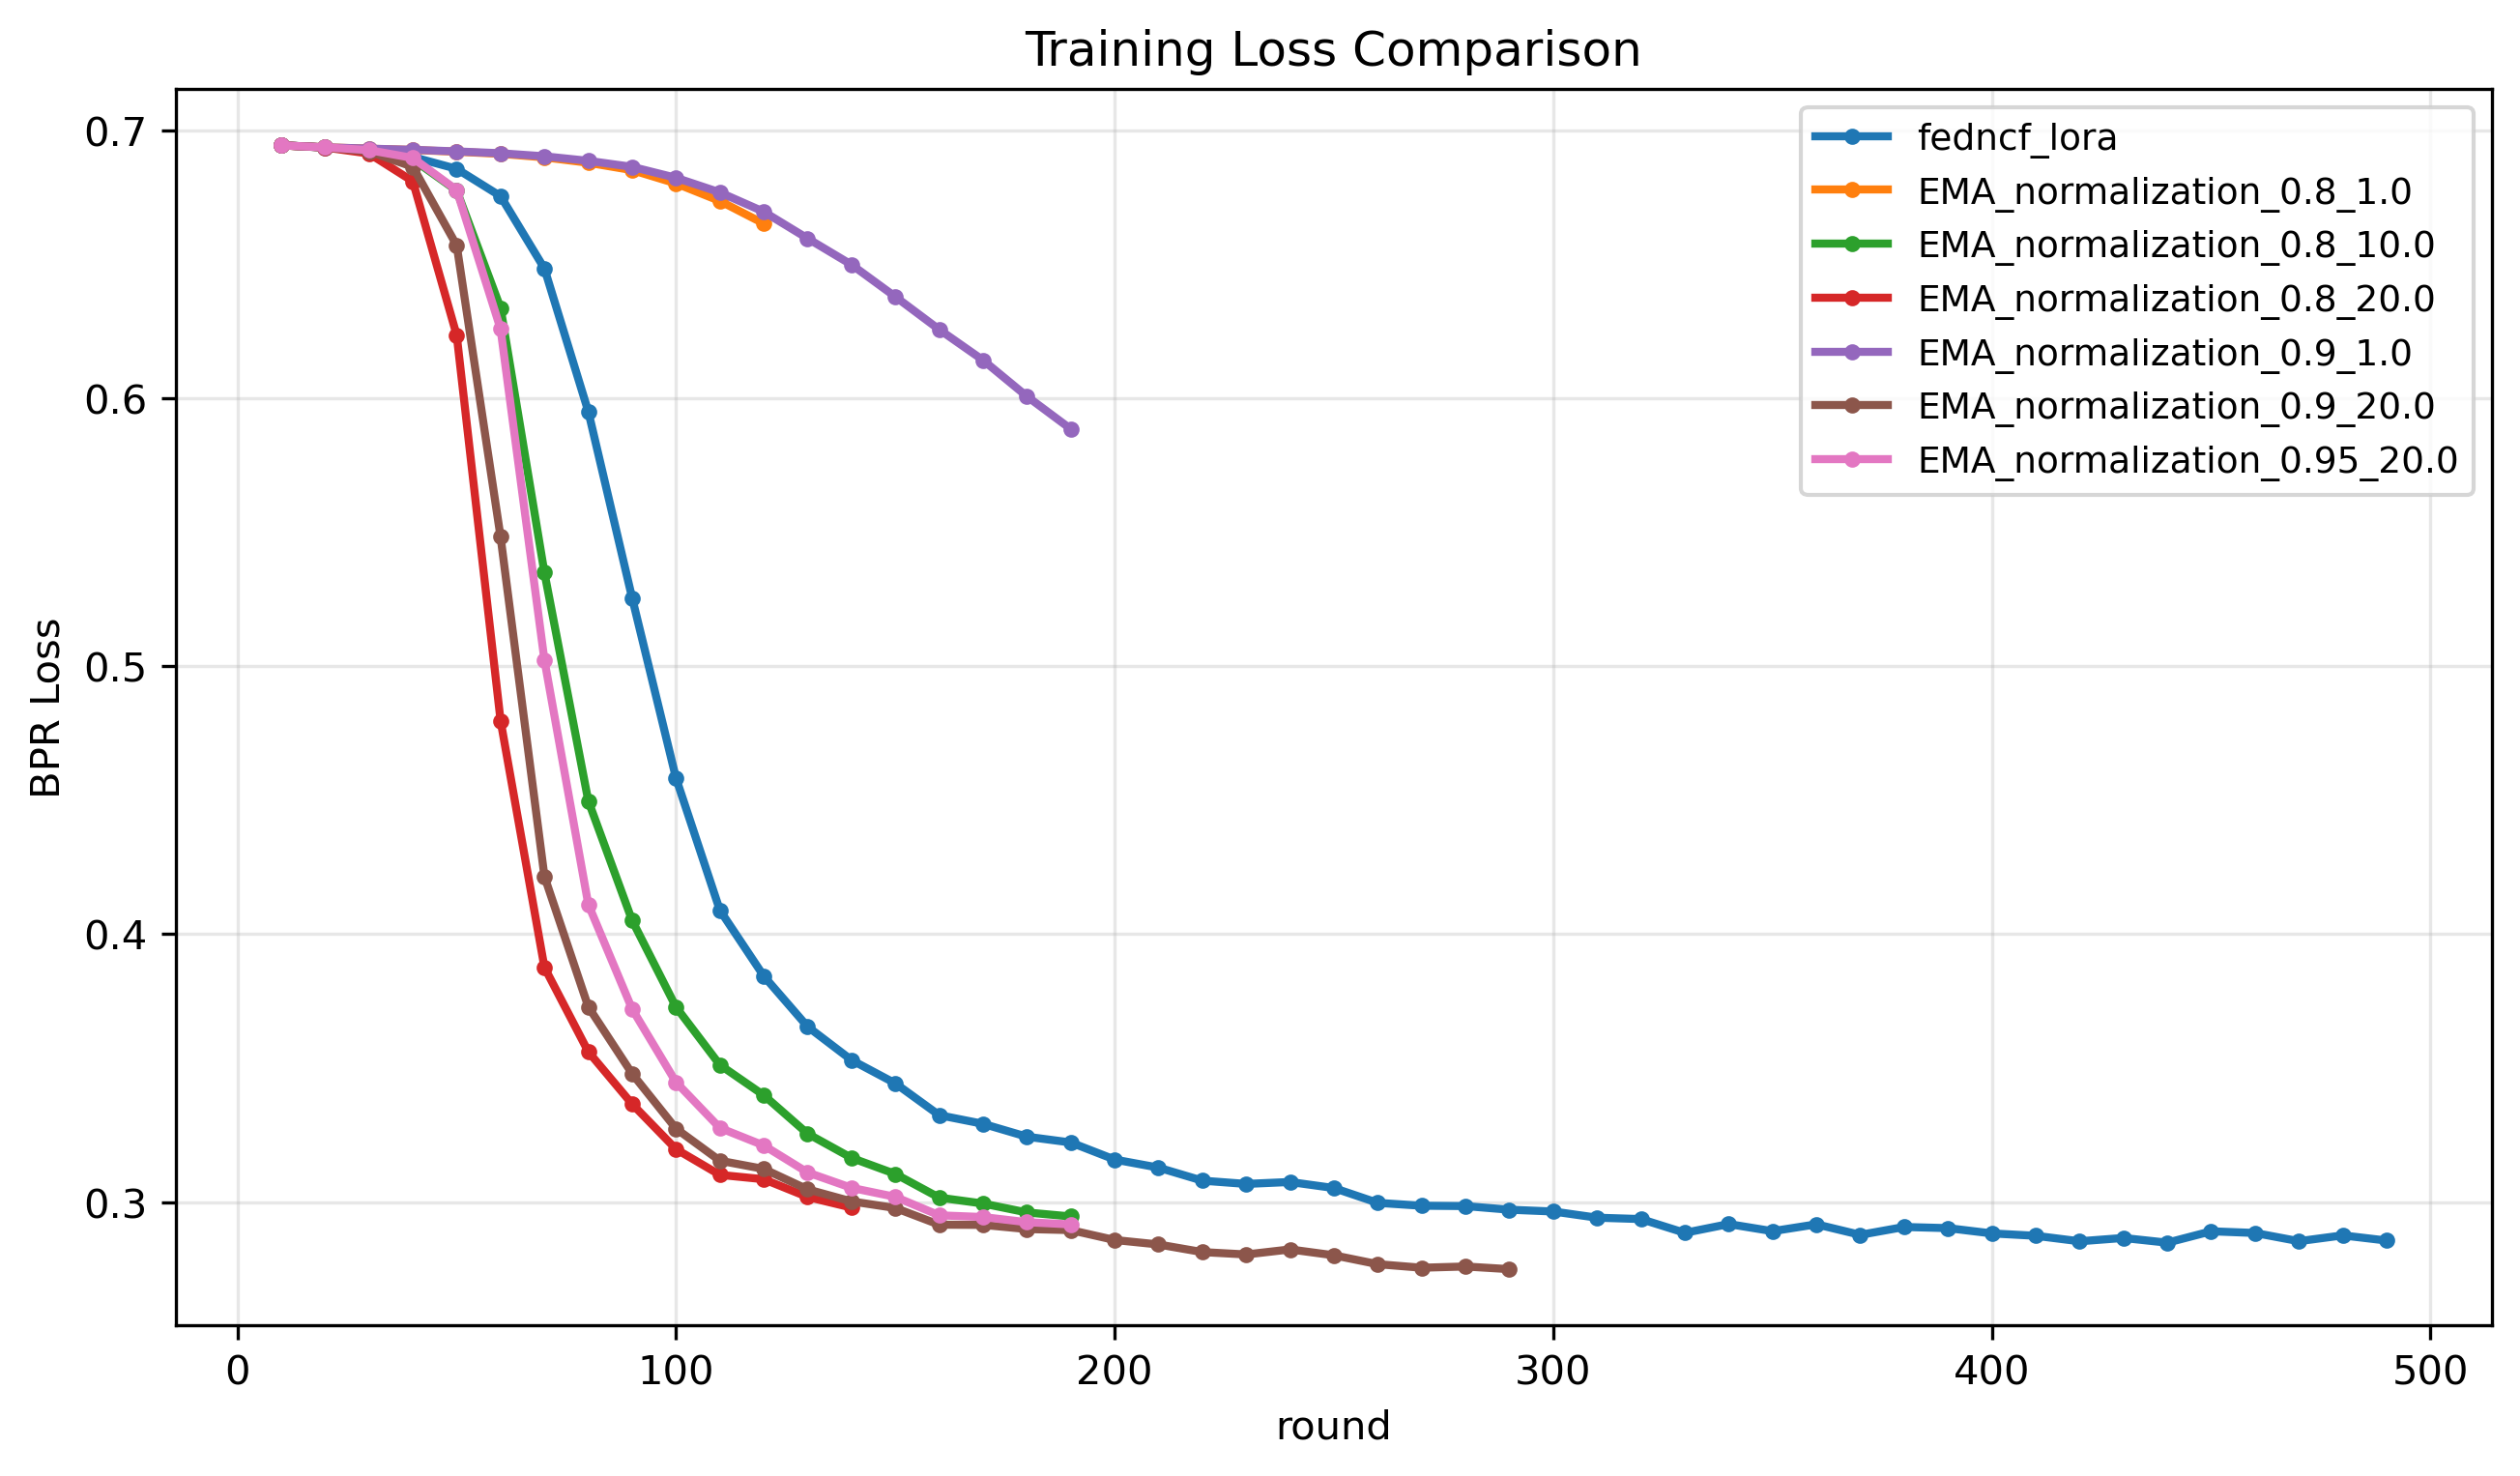 Training Loss Comparison
fedncf_lora
EMA_normalization_0.8_1.0
EMA_normalization_0.8_10.0
EMA_normalization_0.8_20.0
EMA_normalization_0.9_1.0
EMA_normalization_0.9_20.0
EMA_normalization_0.95_20.0
BPR Loss
0.7
0.6
0.5
0.4
0.3
0 100 200 300 400 500
round